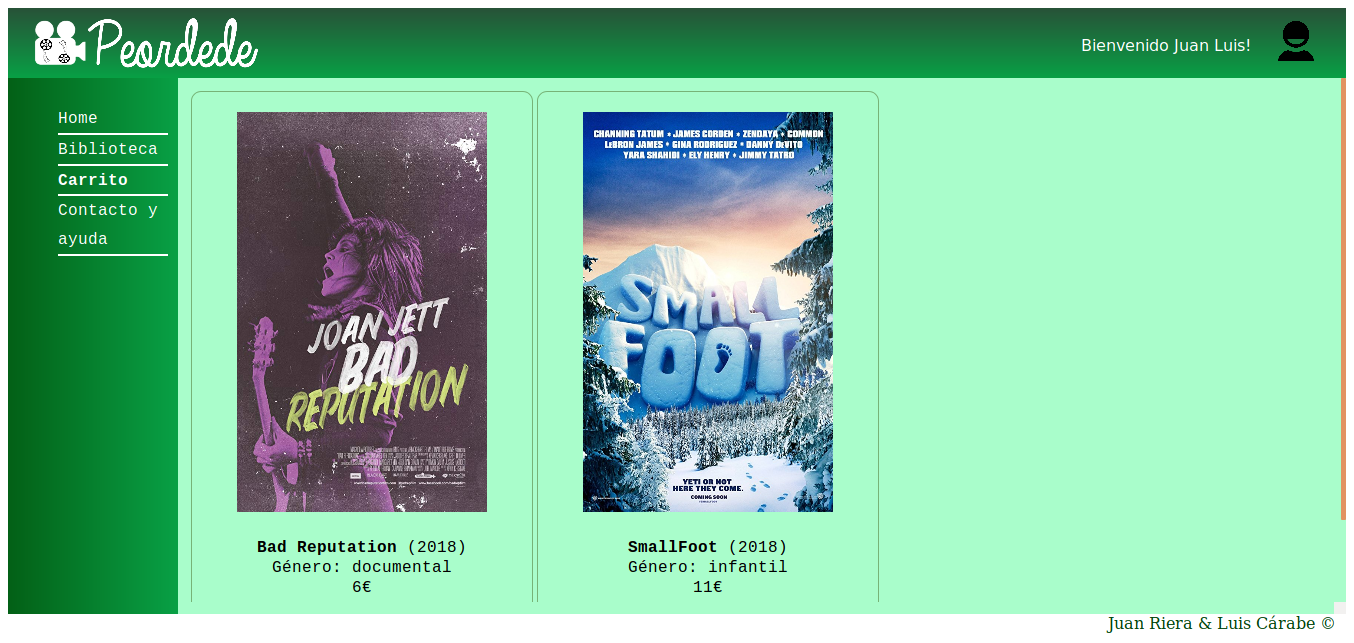 Peordede
Bienvenido Juan Luis!
Home
Biblioteca
Carrito
Contacto y
ayuda
JOAN JETT
BAD
REPUTATION
CHANNING TATUM * JAMES CORDEN * ZENDAYA * COMMON
LEBRON JAMES * GINA RODRIGUEZ * DANNY DeVITO
YARA SHAHIDI * ELY HENRY * JIMMY TATRO
SMALL
FOOT
YETI OR NOT
HERE THEY COME.
COMING SOON
Bad Reputation (2018)
Género: documental
6€
SmallFoot (2018)
Género: infantil
11€
Juan Riera & Luis Cárabe ©